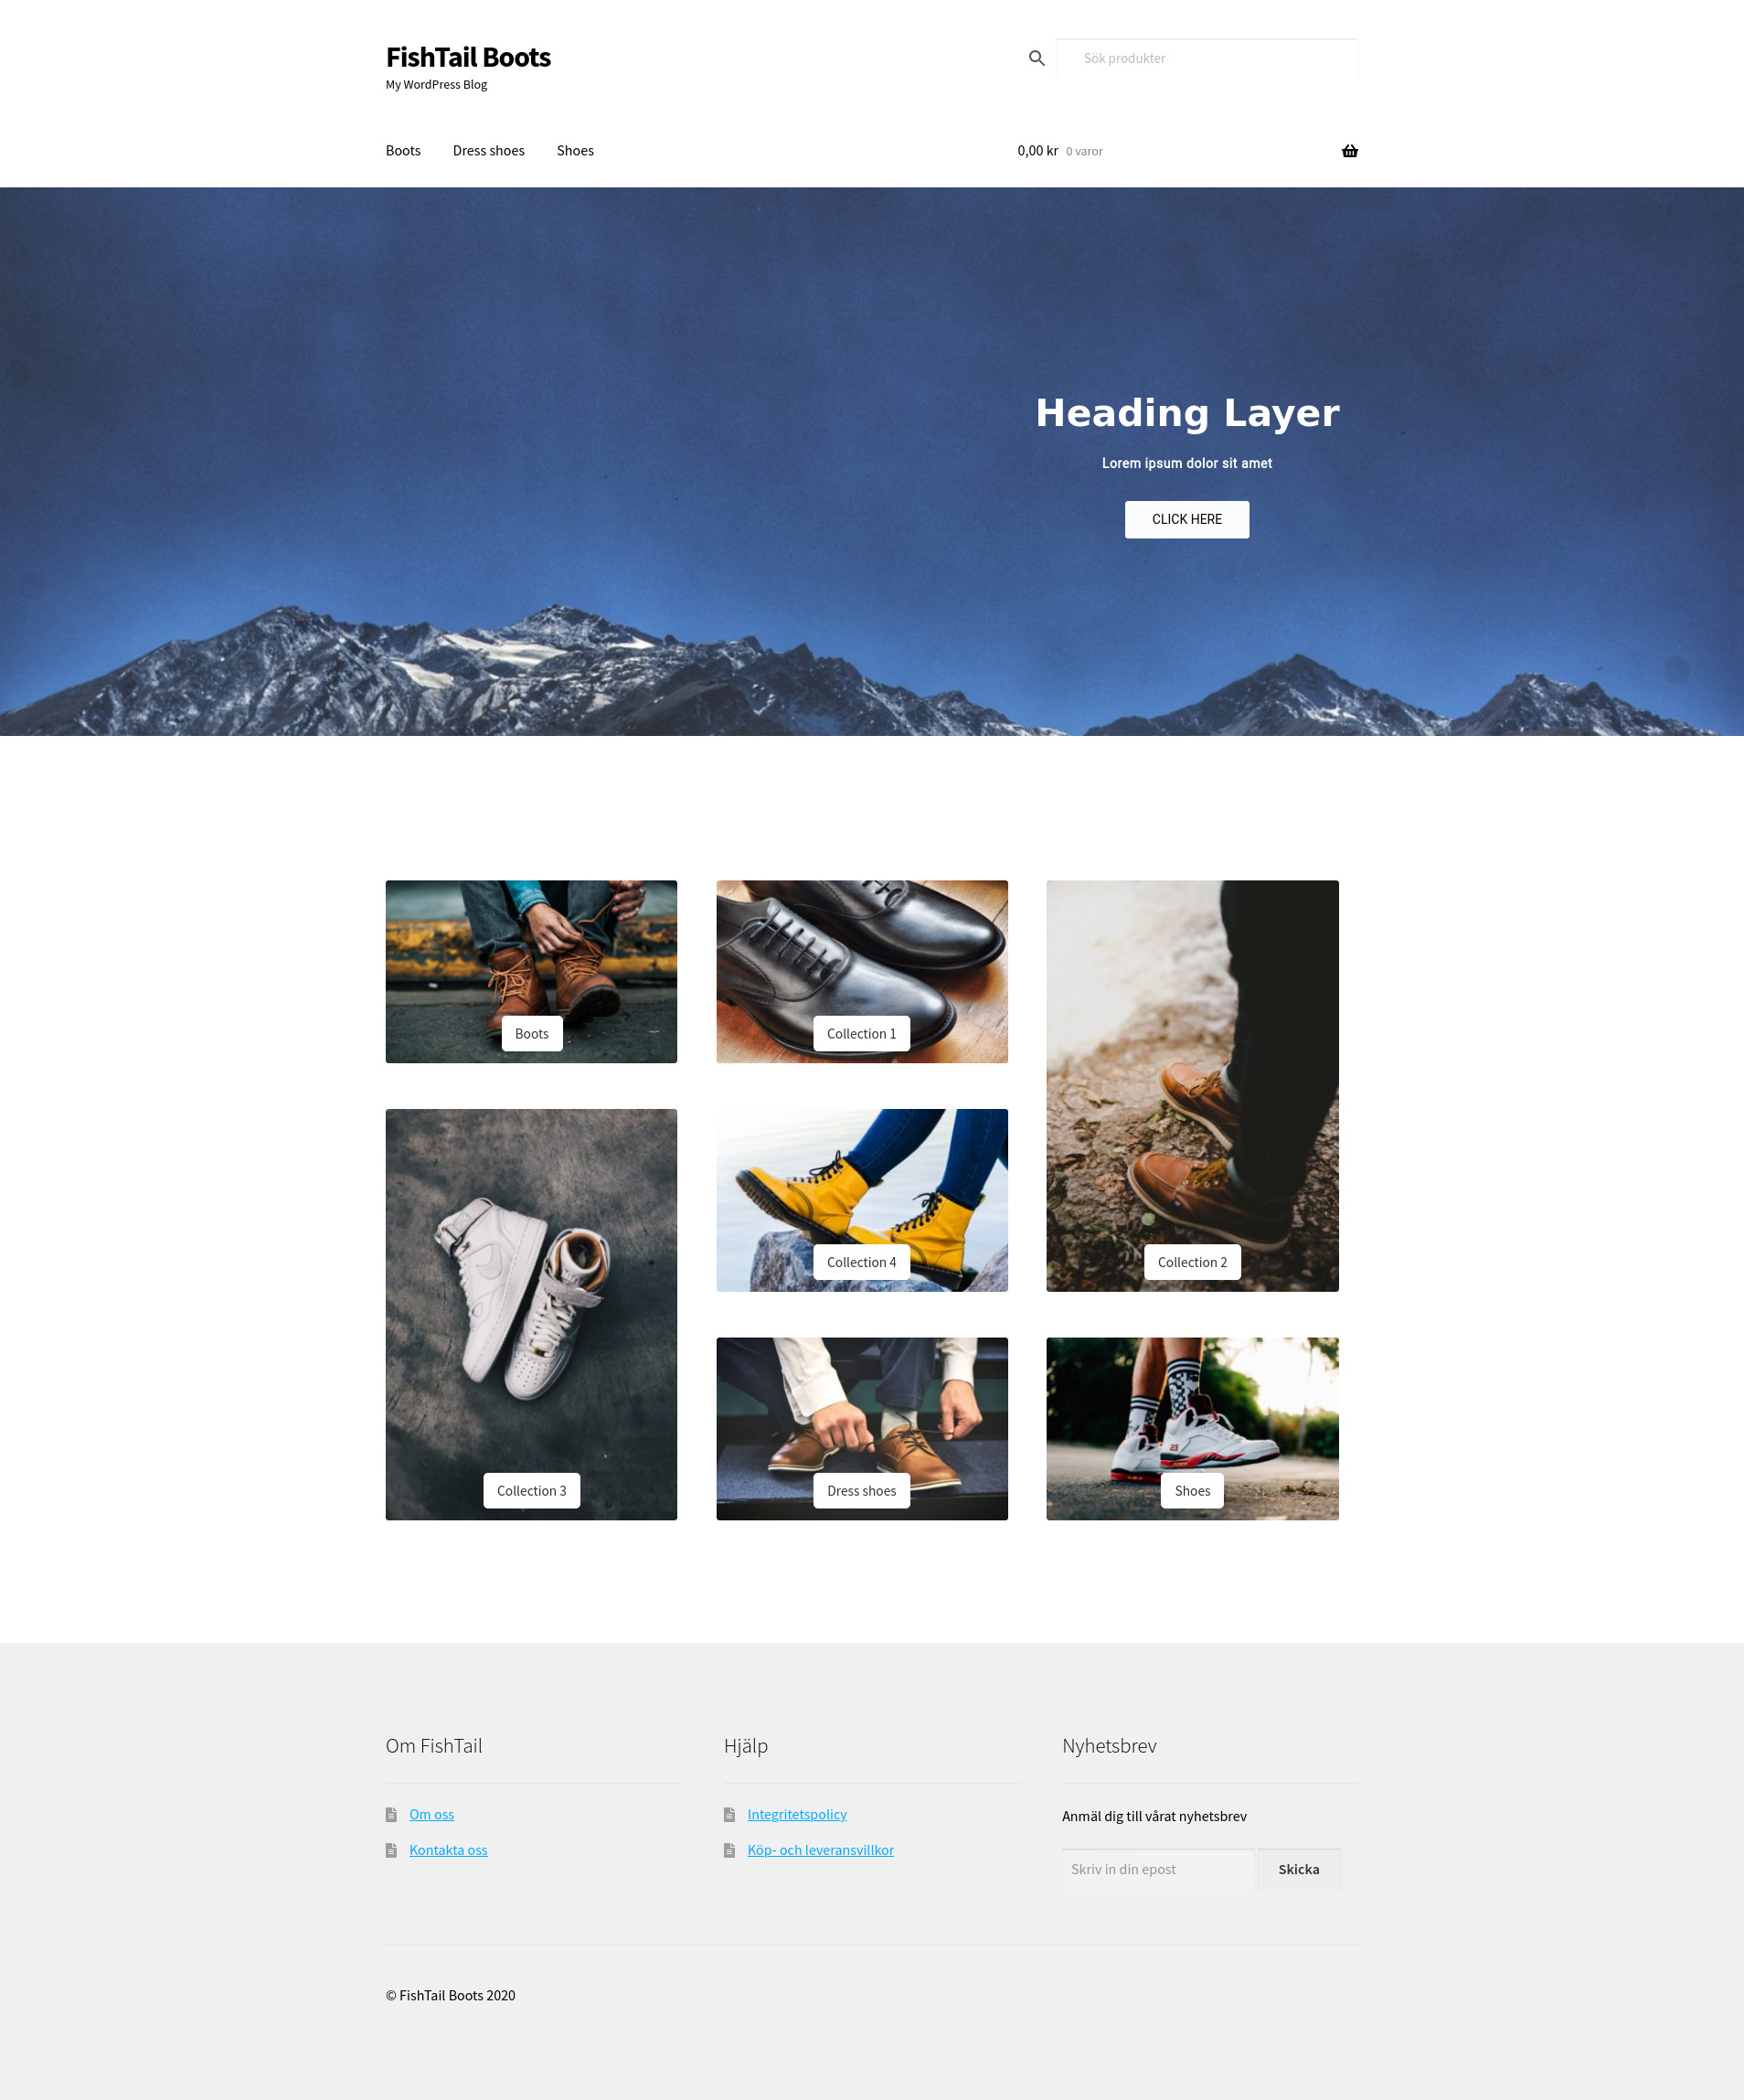 FishTail Boots
My WordPress Blog
Sök produkter
Boots
Dress shoes
Shoes
0,00 kr 0 varor
Heading Layer
Lorem ipsum dolor sit amet
CLICK HERE
Boots
Collection 1
Collection 2
Collection 3
Collection 4
Dress shoes
23
Shoes
Om FishTail
Om oss
Kontakta oss
Hjälp
Integritetspolicy
Köp- och leveransvillkor
Nyhetsbrev
Anmäl dig till vårat nyhetsbrev
Skriv in din epost
Skicka
© FishTail Boots 2020